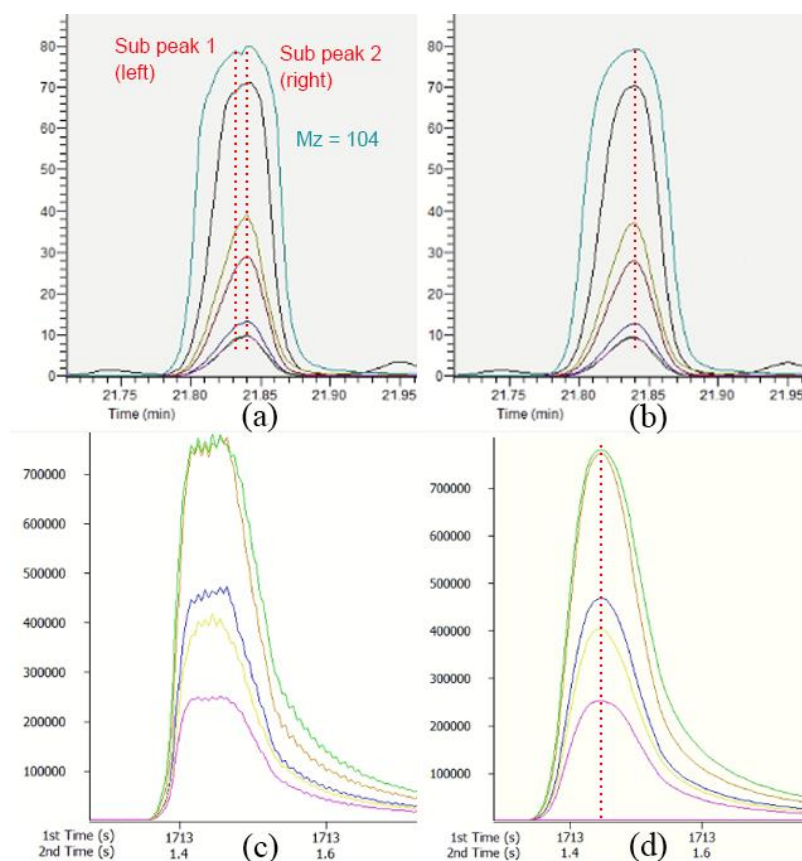 80
70
60
50
40
30
20
10
0
Sub peak 1
(left)
Sub peak 2
(right)
Mz = 104
21.75 21.80 21.85 21.90 21.95
Time (min)
(a)
80
70
60
50
40
30
20
10
0
21.75 21.80 21.85 21.90 21.95
Time (min)
(b)
700000
600000
500000
400000
300000
200000
100000
1st Time (s) 1713 1713
2nd Time (s) 1.4 1.6
(c)
700000
600000
500000
400000
300000
200000
100000
1st Time (s) 1713 1713
2nd Time (s) 1.4 1.6
(d)